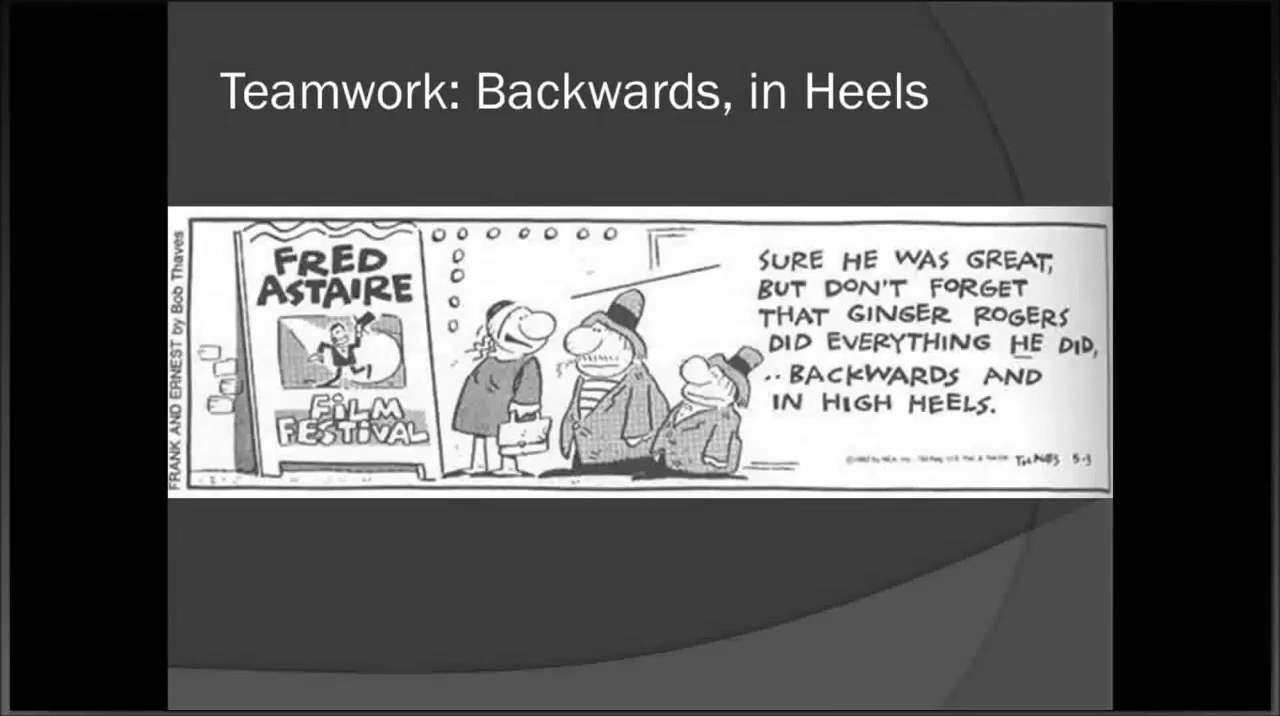 Teamwork: Backwards, in Heels
FRANK AND ERNEST by Bob Thaves
FRED
ASTAIRE
FILM
FESTIVAL
SURE HE WAS GREAT,
BUT DON'T FORGET
THAT GINGER ROGERS
DID EVERYTHING HE DID,
..BACKWARDS AND
IN HIGH HEELS.
THAVES 5-3